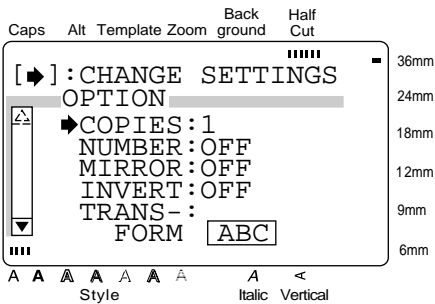 Caps Alt Template Zoom Back ground Half Cut
[➡]:CHANGE SETTINGS
OPTION
➡COPIES:1
NUMBER:OFF
MIRROR:OFF
INVERT:OFF
TRANS-:
FORM ABC
36mm
24mm
18mm
12mm
9mm
6mm
A A A A A A A A A
Style Italic Vertical